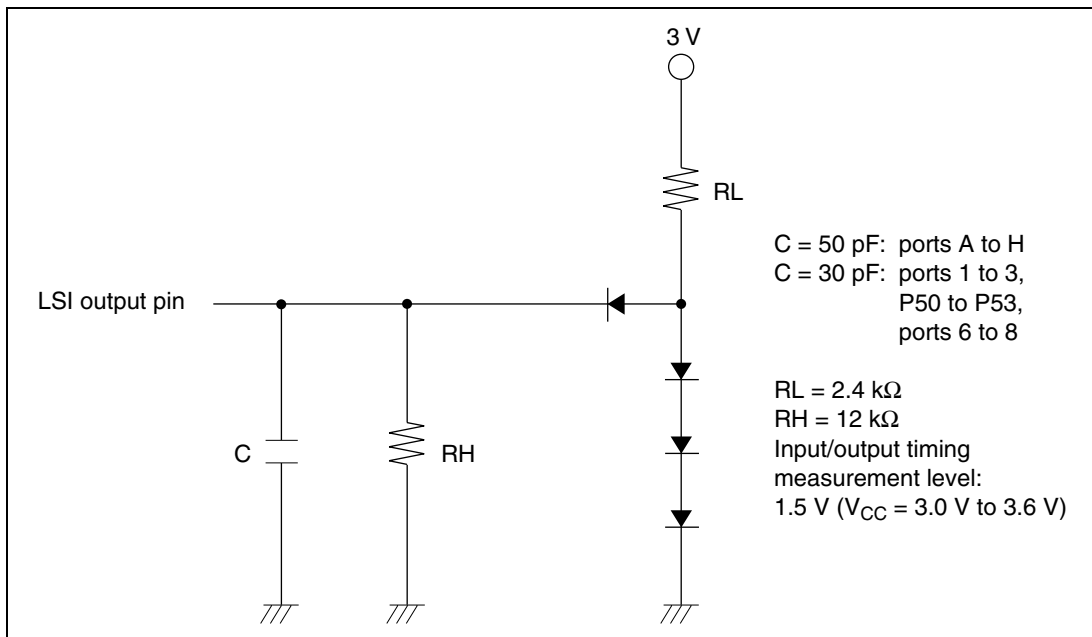 3 V
RL
C = 50 pF: ports A to H
C = 30 pF: ports 1 to 3,
P50 to P53,
ports 6 to 8
LSI output pin
RL = 2.4 kΩ
RH = 12 kΩ
Input/output timing
measurement level:
1.5 V (VCC = 3.0 V to 3.6 V)
C
RH